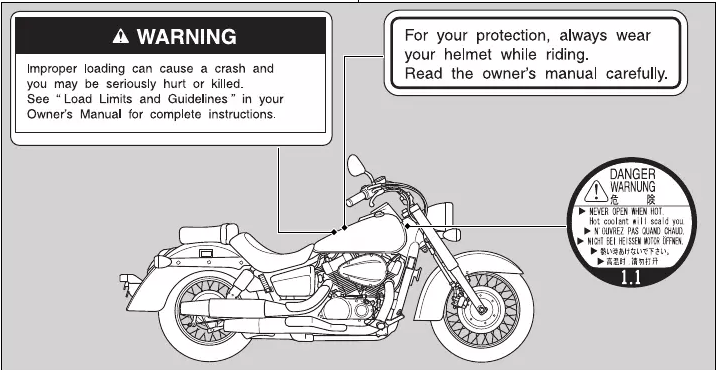 ⚠ WARNING
Improper loading can cause a crash and
you may be seriously hurt or killed.
See “Load Limits and Guidelines” in your
Owner's Manual for complete instructions.
For your protection, always wear
your helmet while riding.
Read the owner's manual carefully.
DANGER
WARNUNG
危 険
▶ NEVER OPEN WHEN HOT.
Hot coolant will scald you.
▶ N'OUVREZ PAS QUAND CHAUD.
▶ NICHT BEI HEISSEM MOTOR ÖFFNEN.
▶ 熱い時あけないで下さい。
▶ 高温时 请勿打开
1.1